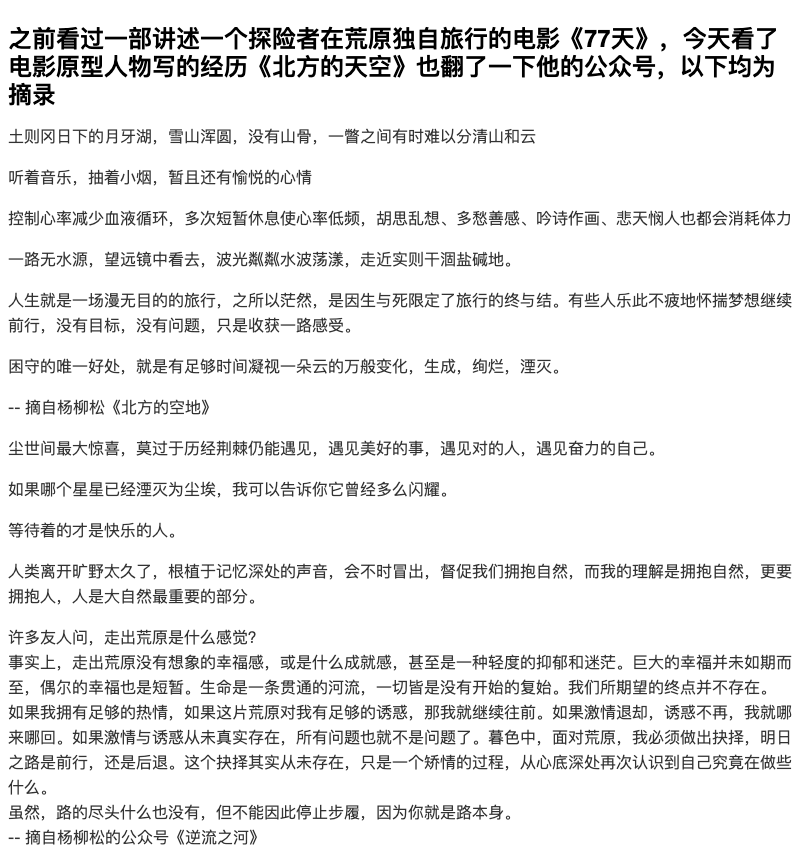 之前看过一部讲述一个探险者在荒原独自旅行的电影《77天》，今天看了
电影原型人物写的经历《北方的天空》也翻了一下他的公众号，以下均为
摘录
土则冈日下的月牙湖，雪山浑圆，没有山骨，一瞥之间有时难以分清山和云
听着音乐，抽着小烟，暂且还有愉悦的心情
控制心率减少血液循环，多次短暂休息使心率低频，胡思乱想、多愁善感、吟诗作画、悲天悯人也都会消耗体力
一路无水源，望远镜中看去，波光粼粼水波荡漾，走近实则干涸盐碱地。
人生就是一场漫无目的的旅行，之所以茫然，是因生与死限定了旅行的终与结。有些人乐此不疲地怀揣梦想继续
前行，没有目标，没有问题，只是收获一路感受。
困守的唯一好处，就是有足够时间凝视一朵云的万般变化，生成，绚烂，湮灭。
-- 摘自杨柳松《北方的空地》
尘世间最大惊喜，莫过于历经荆棘仍能遇见，遇见美好的事，遇见对的人，遇见奋力的自己。
如果哪个星星已经湮灭为尘埃，我可以告诉你它曾经多么闪耀。
等待着的才是快乐的人。
人类离开旷野太久了，根植于记忆深处的声音，会不时冒出，督促我们拥抱自然，而我的理解是拥抱自然，更要
拥抱人，人是大自然最重要的部分。
许多友人问，走出荒原是什么感觉?
事实上，走出荒原没有想象的幸福感，或是什么成就感，甚至是一种轻度的抑郁和迷茫。巨大的幸福并未如期而
至，偶尔的幸福也是短暂。生命是一条贯通的河流，一切皆是没有开始的复始。我们所期望的终点并不存在。
如果我拥有足够的热情，如果这片荒原对我有足够的诱惑，那我就继续往前。如果激情退却，诱惑不再，我就哪
来哪回。如果激情与诱惑从未真实存在，所有问题也就不是问题了。暮色中，面对荒原，我必须做出抉择，明日
之路是前行，还是后退。这个抉择其实从未存在，只是一个矫情的过程，从心底深处再次认识到自己究竟在做些
什么。
虽然，路的尽头什么也没有，但不能因此停止步履，因为你就是路本身。
-- 摘自杨柳松的公众号《逆流之河》